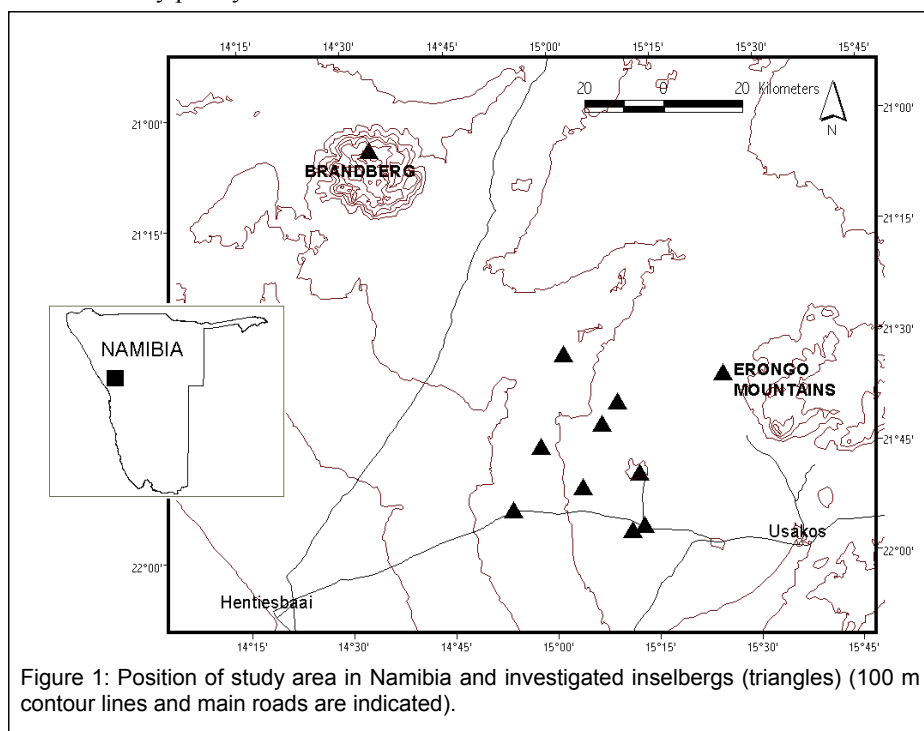 14°15' 14°30' 14°45' 15°00' 15°15' 15°30' 15°45'
20 0 20 Kilometers
21°00' 21°00'
N
BRANDBERG
21°15' 21°15'
21°30' 21°30'
NAMIBIA
ERONGO
MOUNTAINS
21°45' 21°45'
Usakos
22°00' 22°00'
Hentiesbaai
14°15' 14°30' 14°45' 15°00' 15°15' 15°30' 15°45'
Figure 1: Position of study area in Namibia and investigated inselbergs (triangles) (100 m
contour lines and main roads are indicated).